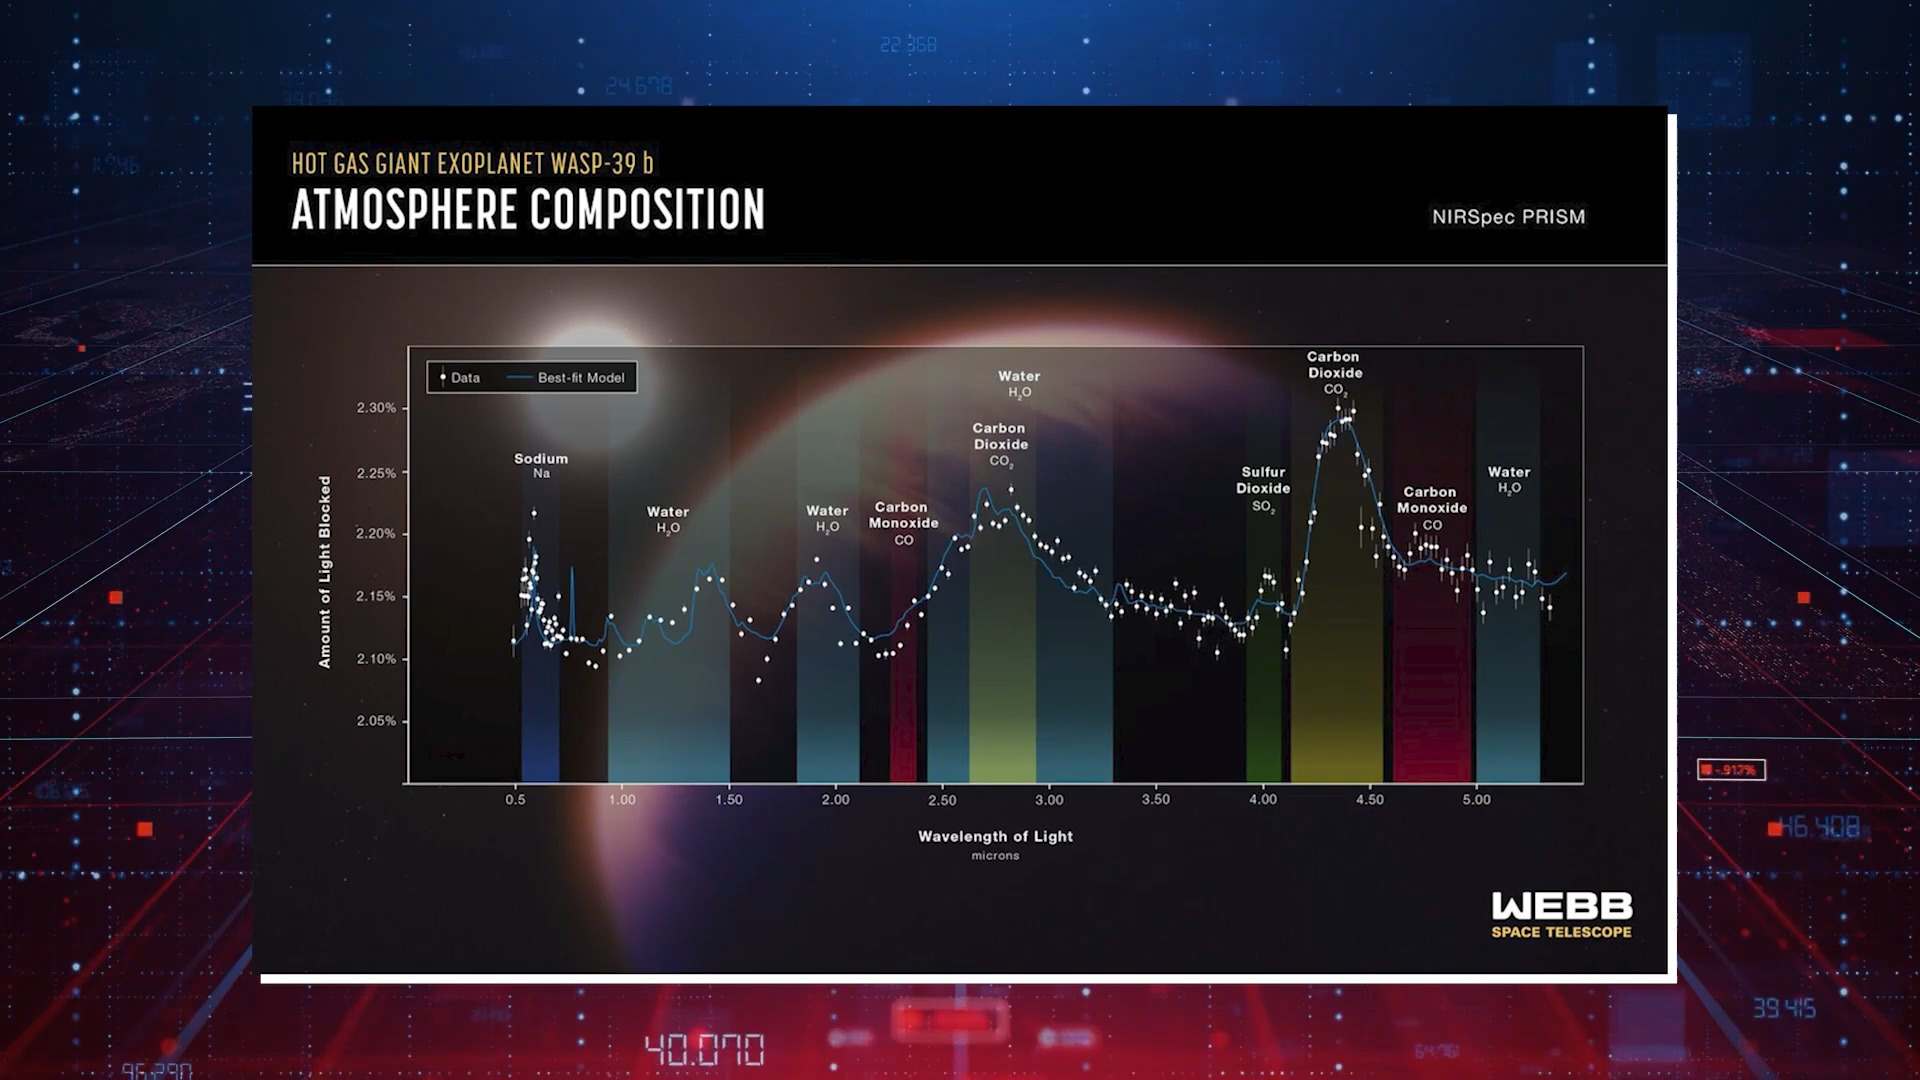 22 368
24 678
HOT GAS GIANT EXOPLANET WASP-39 b
ATMOSPHERE COMPOSITION
NIRSpec PRISM
Data
Best-fit Model
Amount of Light Blocked
2.30%
2.25%
2.20%
2.15%
2.10%
2.05%
Sodium
Na
Water
H₂O
Water
H₂O
Carbon
Monoxide
CO
Water
H₂O
Carbon
Dioxide
CO₂
Sulfur
Dioxide
SO₂
Carbon
Dioxide
CO₂
Carbon
Monoxide
CO
Water
H₂O
0.5
1.00
1.50
2.00
2.50
3.00
3.50
4.00
4.50
5.00
Wavelength of Light
microns
WEBB
SPACE TELESCOPE
46.408
39.415
40.070
96.290